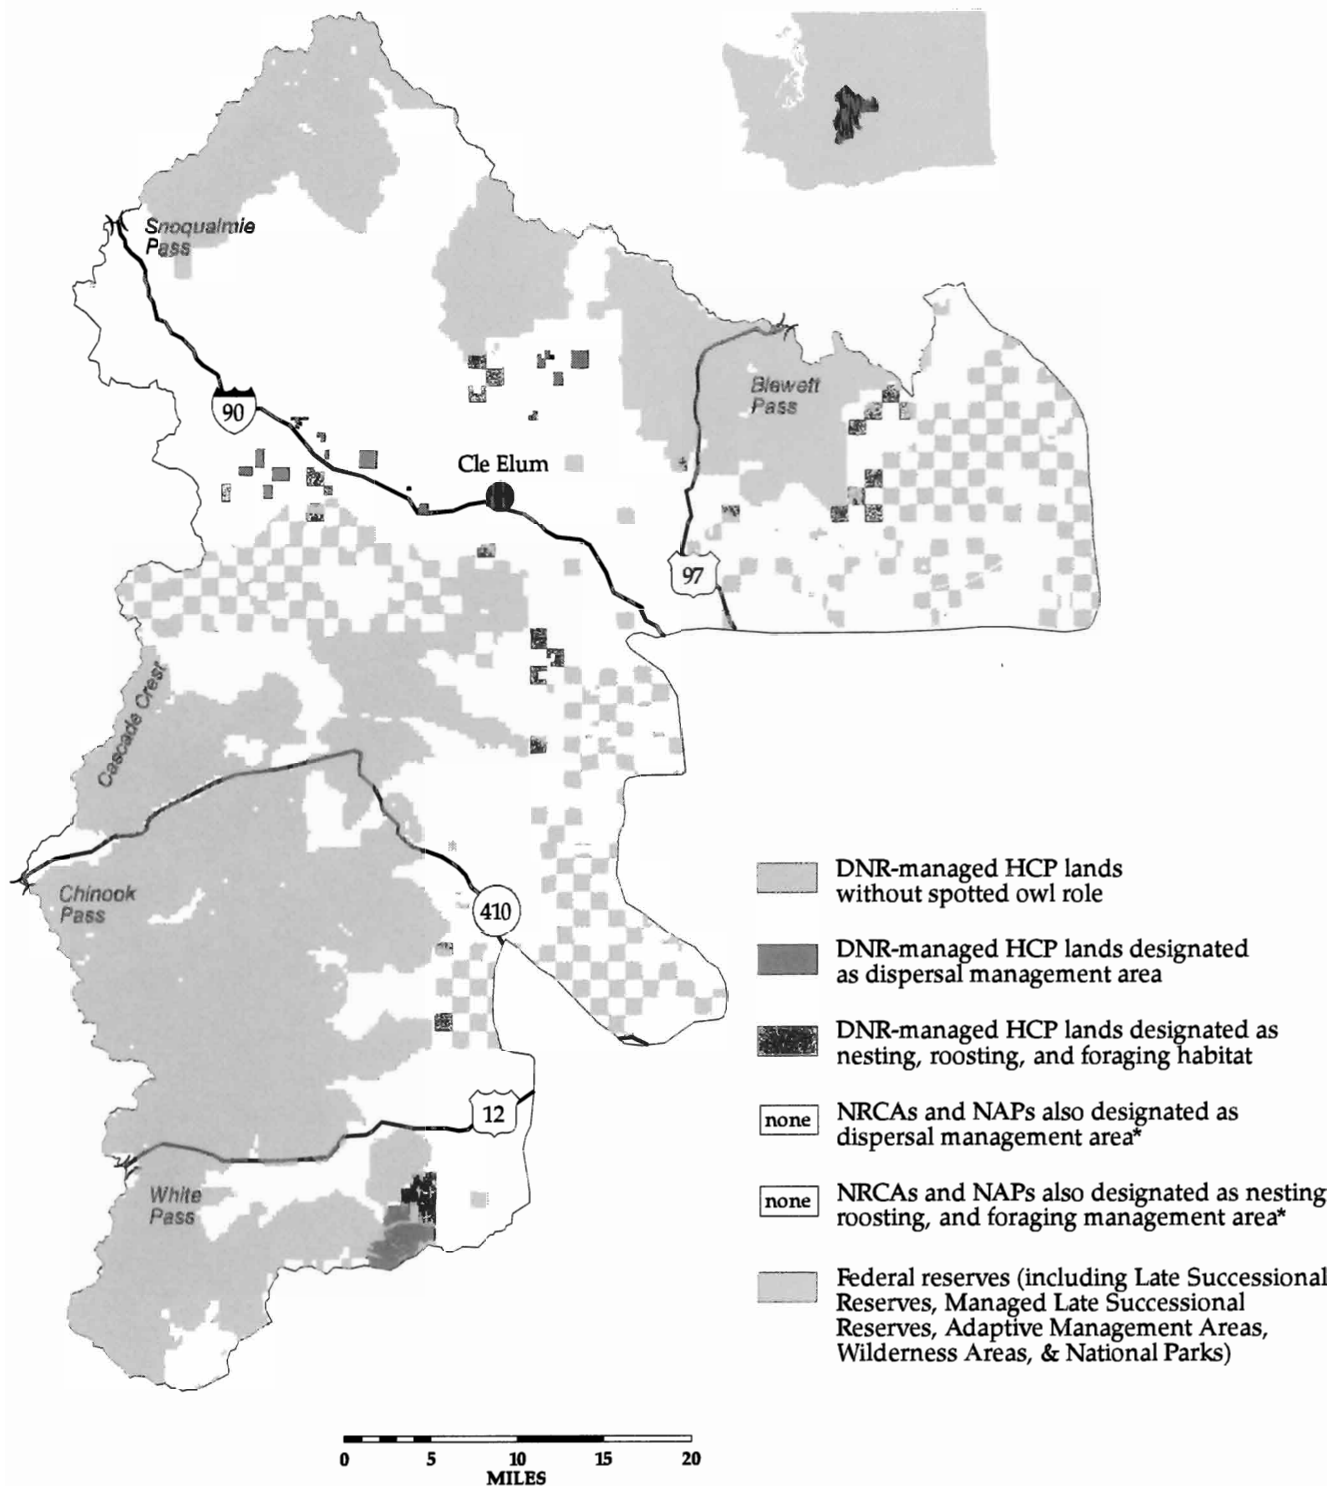 Snoqualmie
Pass
90
Cle Elum
Blewett
Pass
97
Cascade Crest
Chinook
Pass
410
12
White
Pass
DNR-managed HCP lands
without spotted owl role
DNR-managed HCP lands designated
as dispersal management area
DNR-managed HCP lands designated as
nesting, roosting, and foraging habitat
none
NRCAs and NAPs also designated as
dispersal management area*
none
NRCAs and NAPs also designated as nesting
roosting, and foraging management area*
Federal reserves (including Late Successional
Reserves, Managed Late Successional
Reserves, Adaptive Management Areas,
Wilderness Areas, & National Parks)
0 5 10 15 20
MILES